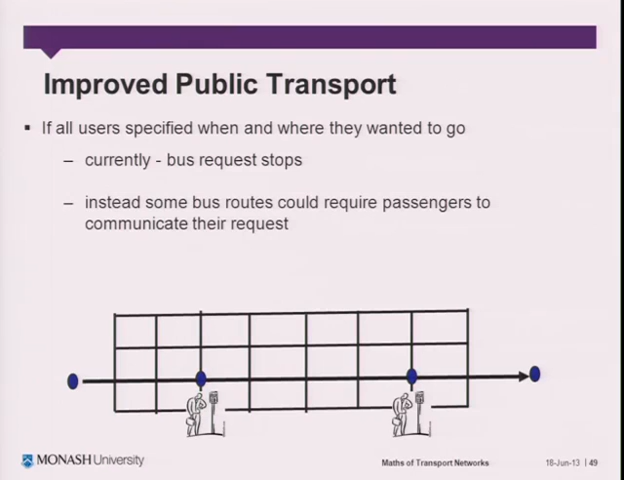 Improved Public Transport
▪ If all users specified when and where they wanted to go
– currently - bus request stops
– instead some bus routes could require passengers to
communicate their request
MONASH University
Maths of Transport Networks
18-Jun-13 | 49